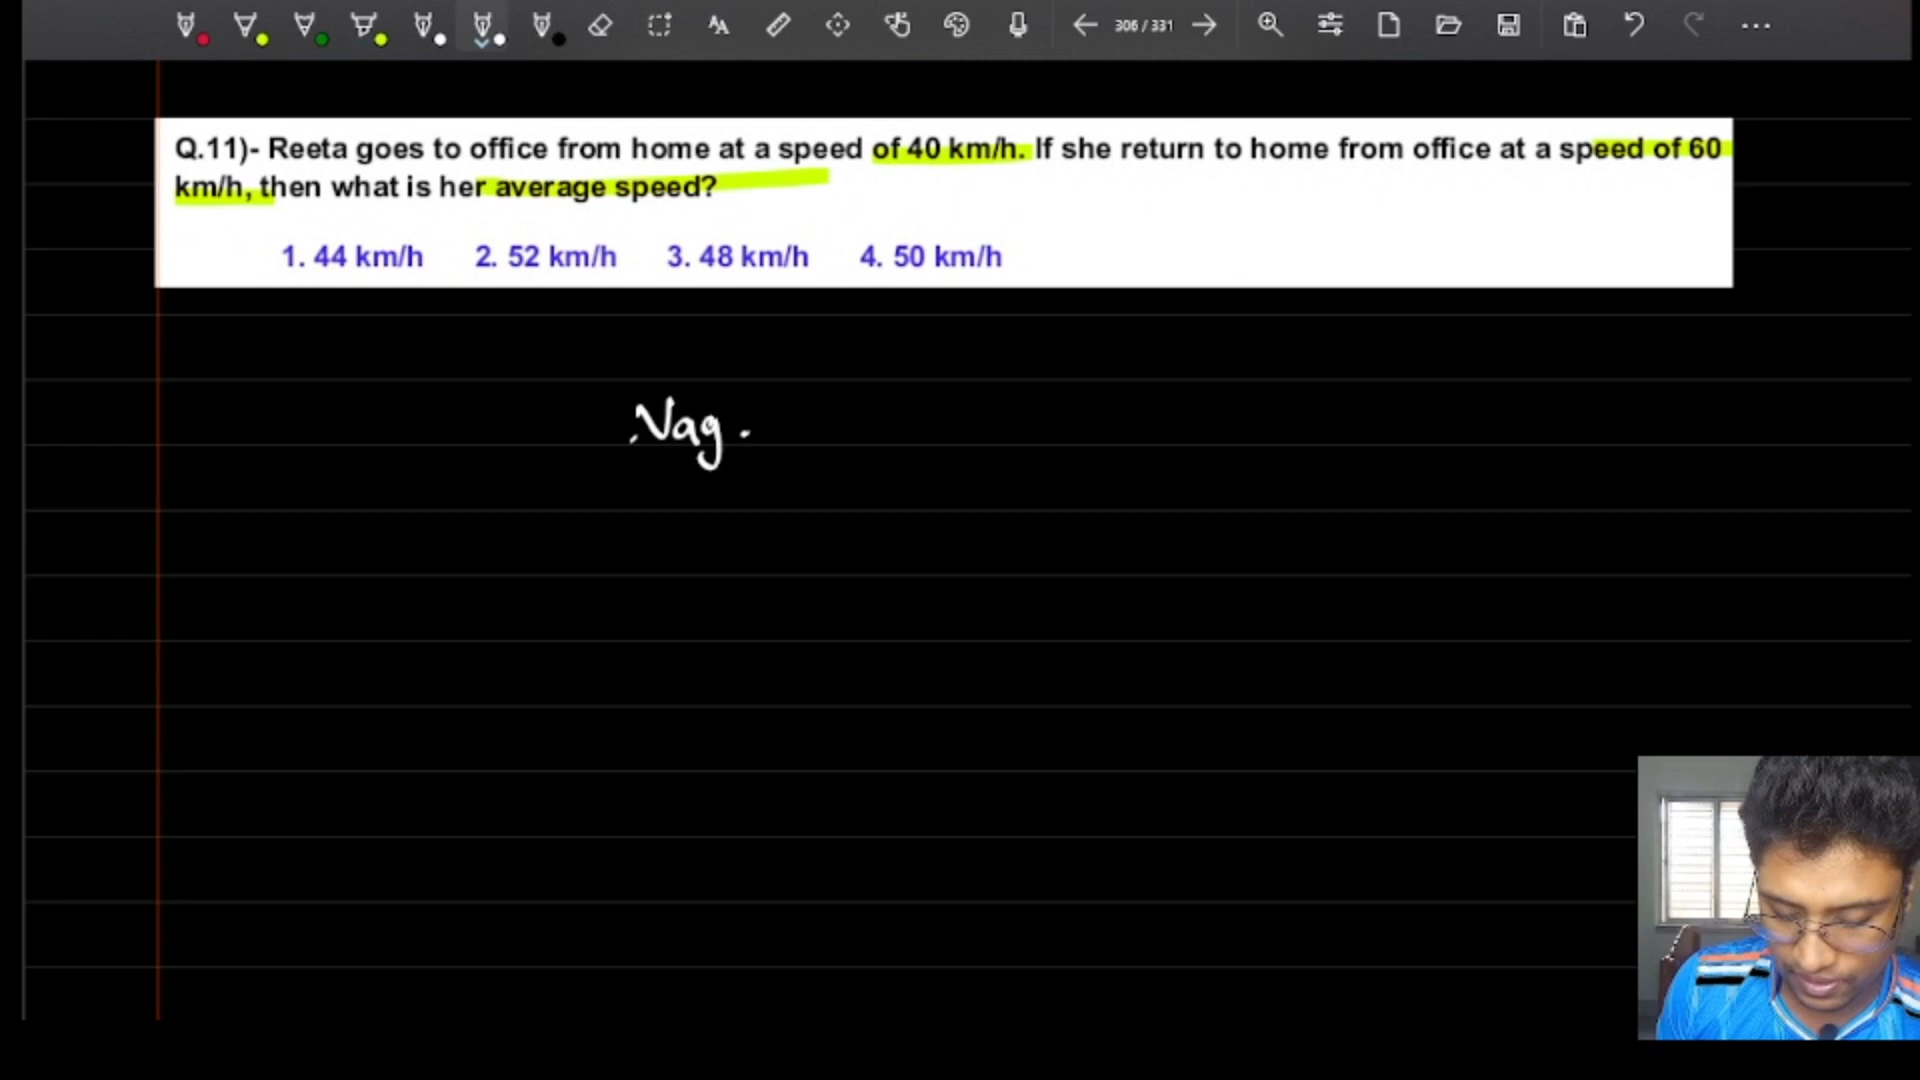 306 / 331
Q.11)- Reeta goes to office from home at a speed of 40 km/h. If she return to home from office at a speed of 60
km/h, then what is her average speed?
1. 44 km/h 2. 52 km/h 3. 48 km/h 4. 50 km/h
Vag.